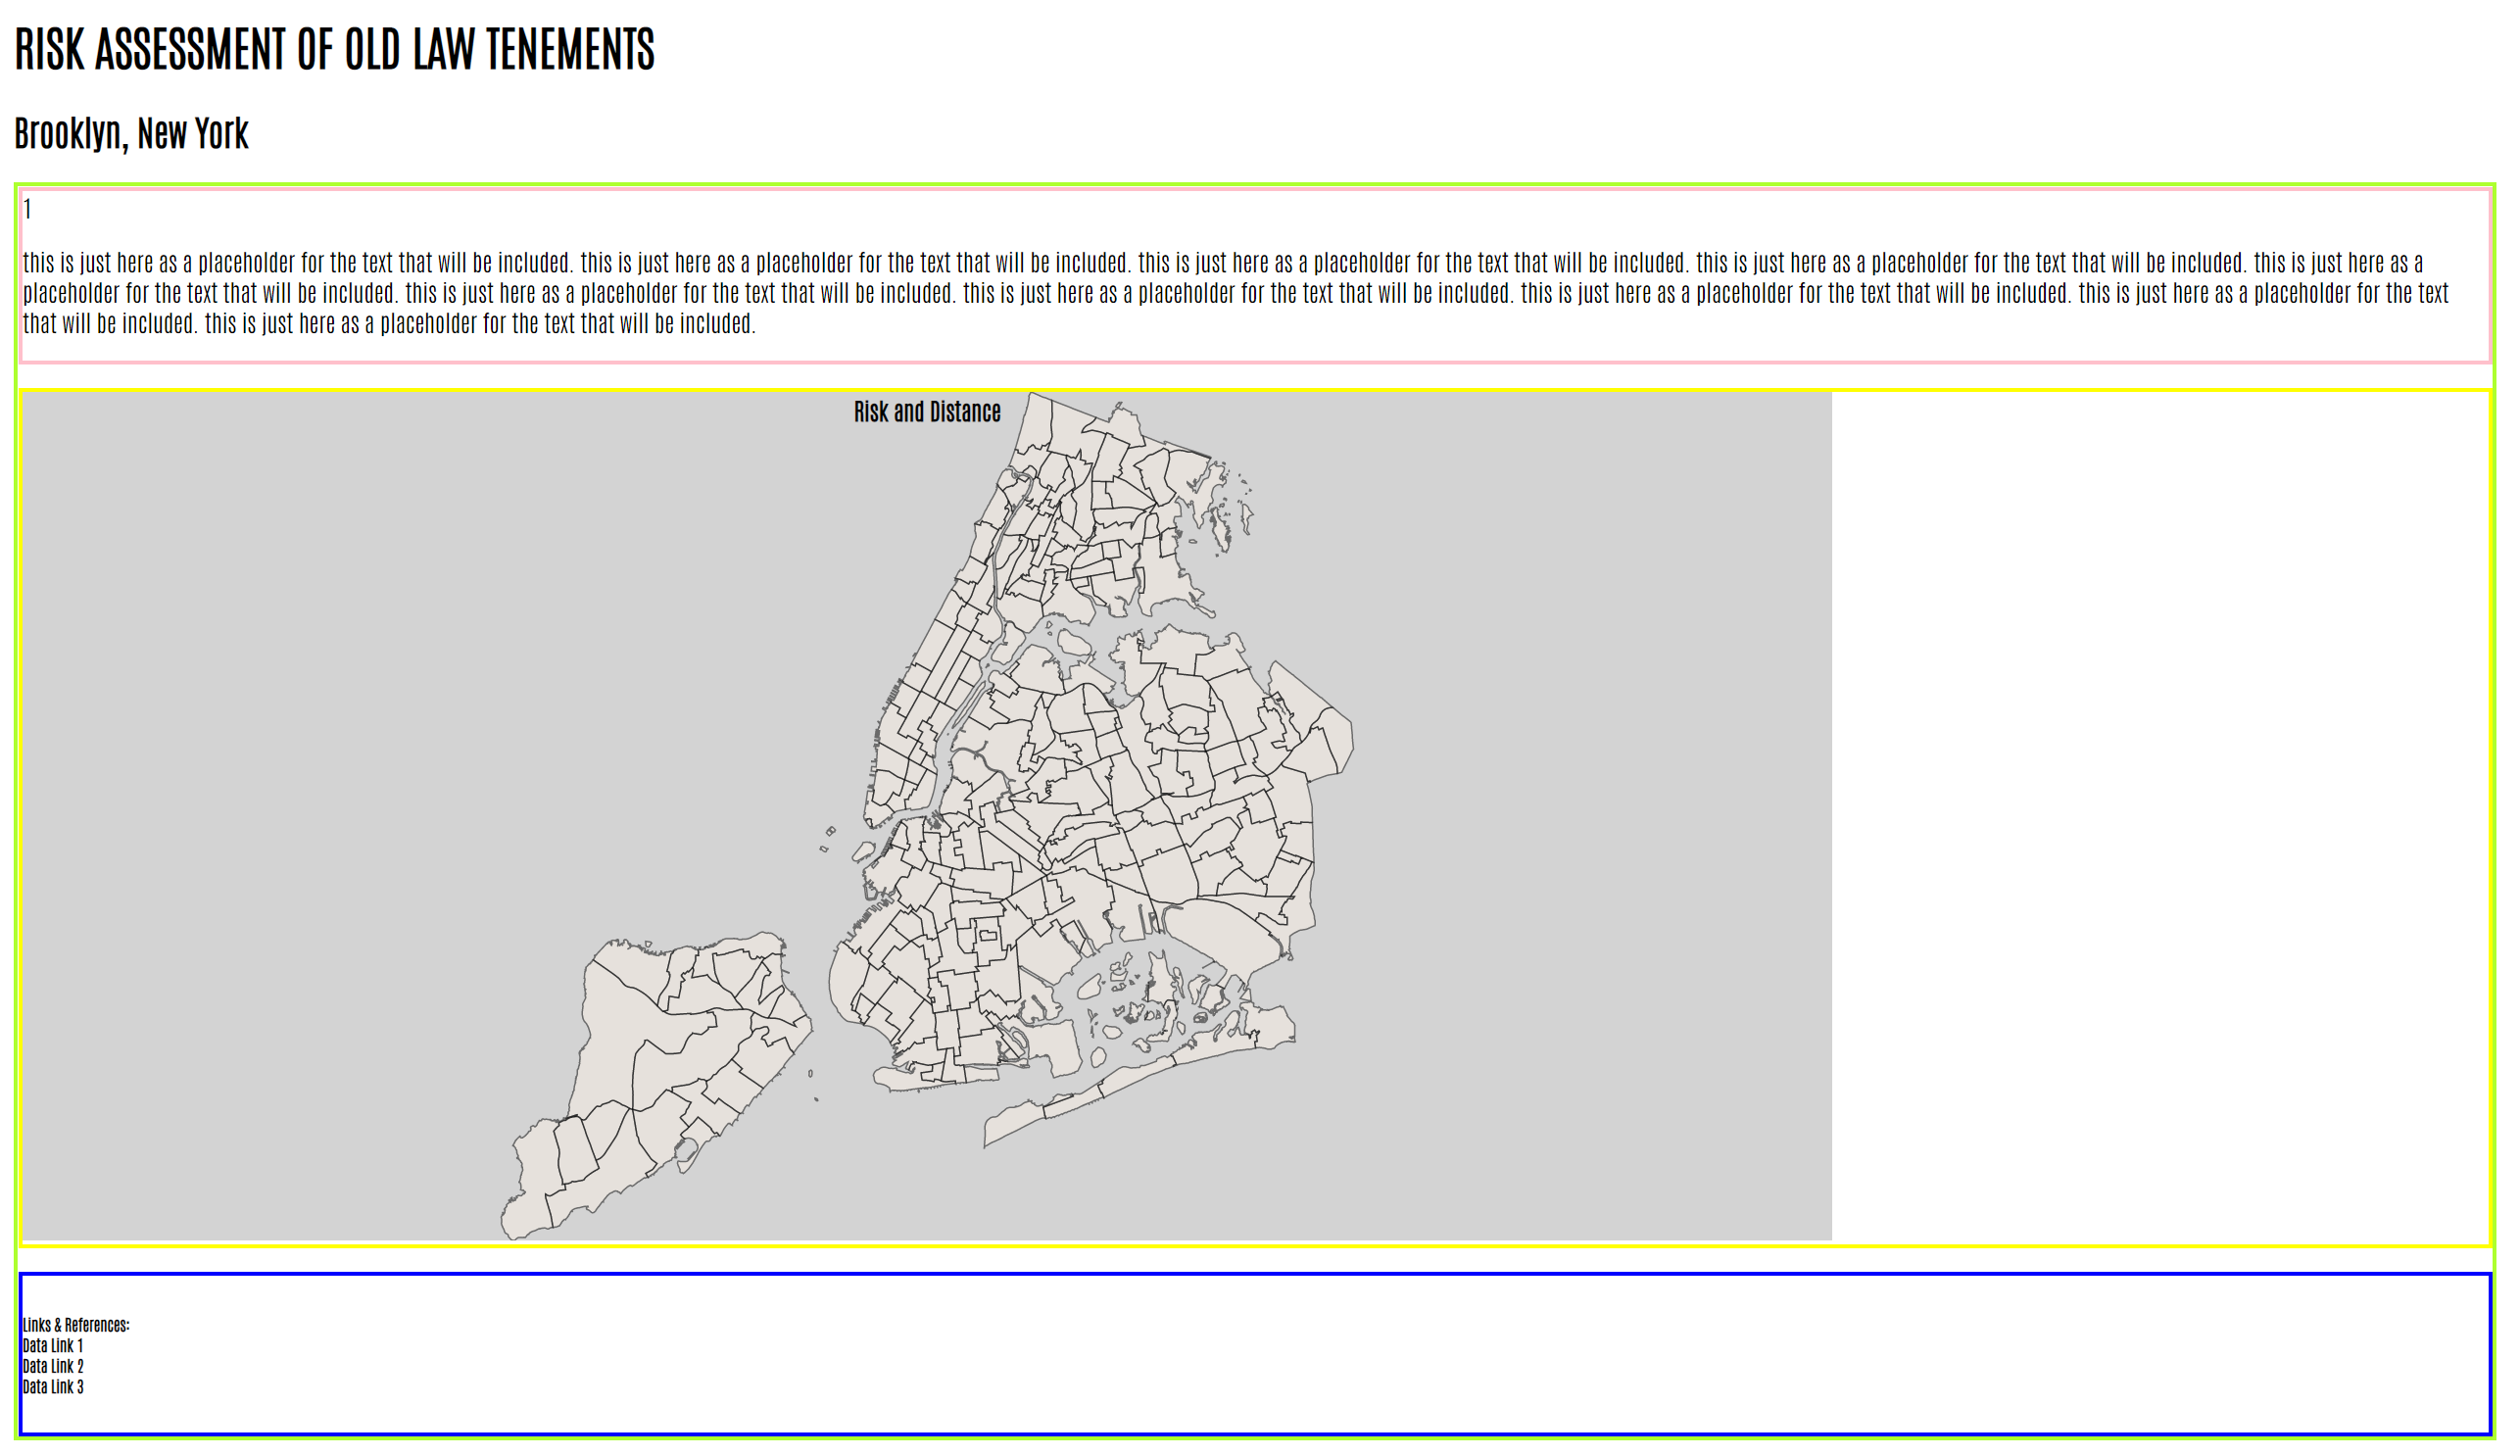 RISK ASSESSMENT OF OLD LAW TENEMENTS
Brooklyn, New York
1
this is just here as a placeholder for the text that will be included. this is just here as a placeholder for the text that will be included. this is just here as a placeholder for the text that will be included. this is just here as a placeholder for the text that will be included. this is just here as a
placeholder for the text that will be included. this is just here as a placeholder for the text that will be included. this is just here as a placeholder for the text that will be included. this is just here as a placeholder for the text that will be included. this is just here as a placeholder for the text
that will be included. this is just here as a placeholder for the text that will be included.
Risk and Distance
Links & References:
Data Link 1
Data Link 2
Data Link 3